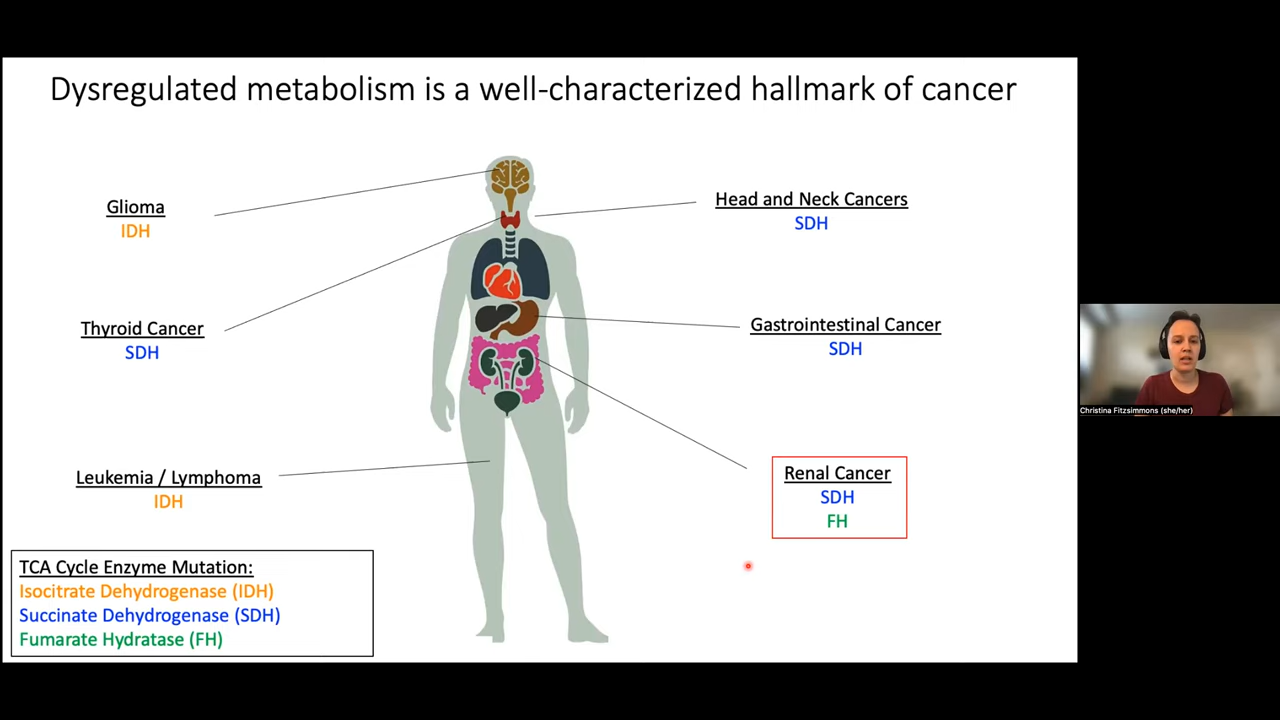 Dysregulated metabolism is a well-characterized hallmark of cancer
Glioma
IDH
Thyroid Cancer
SDH
Leukemia / Lymphoma
IDH
Head and Neck Cancers
SDH
Gastrointestinal Cancer
SDH
Renal Cancer
SDH
FH
TCA Cycle Enzyme Mutation:
Isocitrate Dehydrogenase (IDH)
Succinate Dehydrogenase (SDH)
Fumarate Hydratase (FH)
Christina Fitzsimmons (she/her)